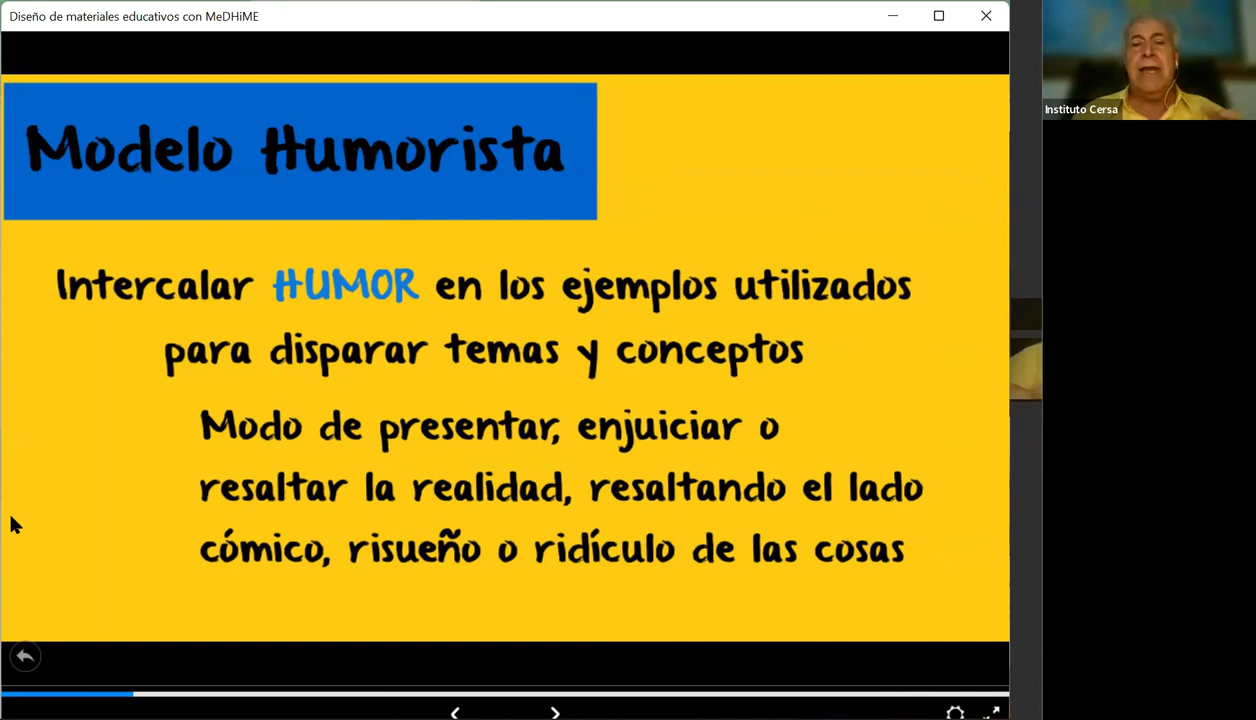 Diseño de materiales educativos con MeDHiME
Modelo Humorista
Intercalar HUMOR en los ejemplos utilizados
para disparar temas y conceptos
Modo de presentar, enjuiciar o
resaltar la realidad, resaltando el lado
cómico, risueño o ridículo de las cosas
Instituto Cersa